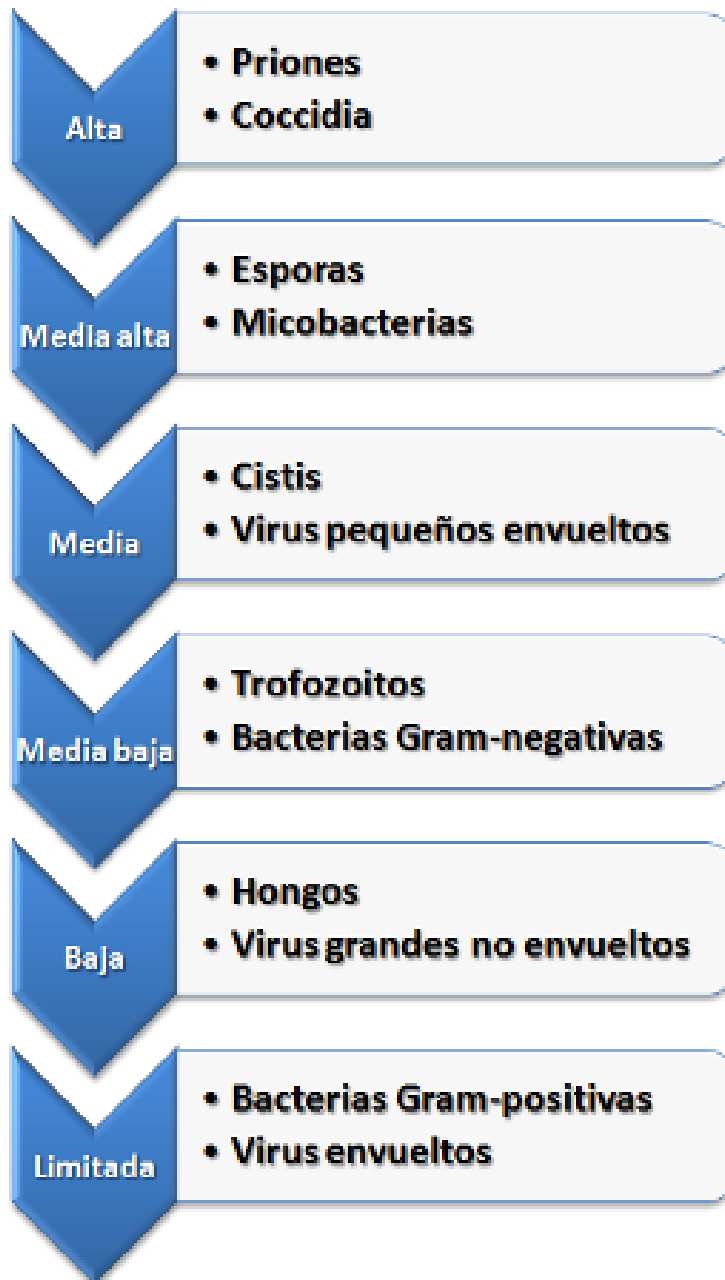 Alta
• Priones
• Coccidia
Media alta
• Esporas
• Micobacterias
Media
• Cistis
• Virus pequeños envueltos
Media baja
• Trofozoitos
• Bacterias Gram-negativas
Baja
• Hongos
• Virus grandes no envueltos
Limitada
• Bacterias Gram-positivas
• Virus envueltos